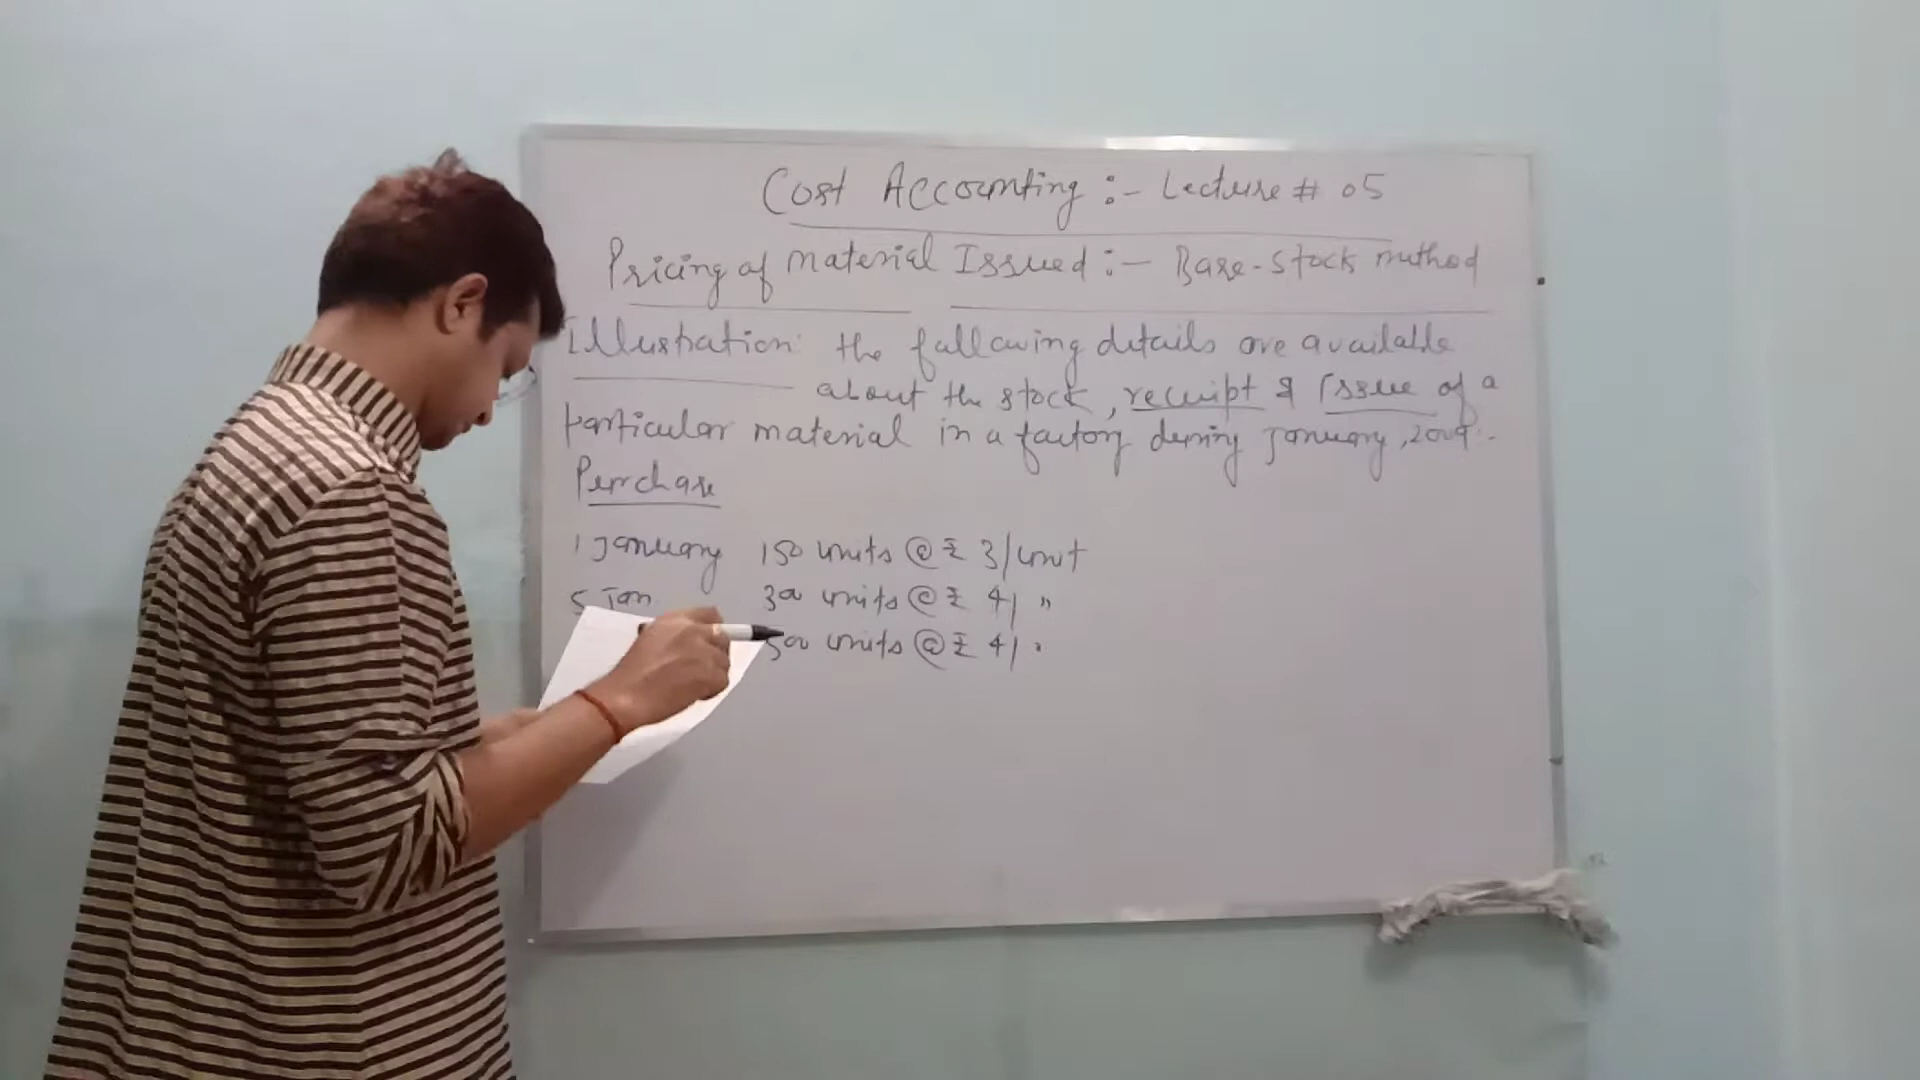 Cost Accounting :- Lecture # 05
Pricing of material Issued :- Base-stock method
Illustration: the following details are available
about the stock, receipt & Issue of a
particular material in a factory during January, 2009:-
Purchase
1 January 150 units @ ₹ 3/unit
5 Jan 300 units @ ₹ 4/ "
500 units @ ₹ 4/ "